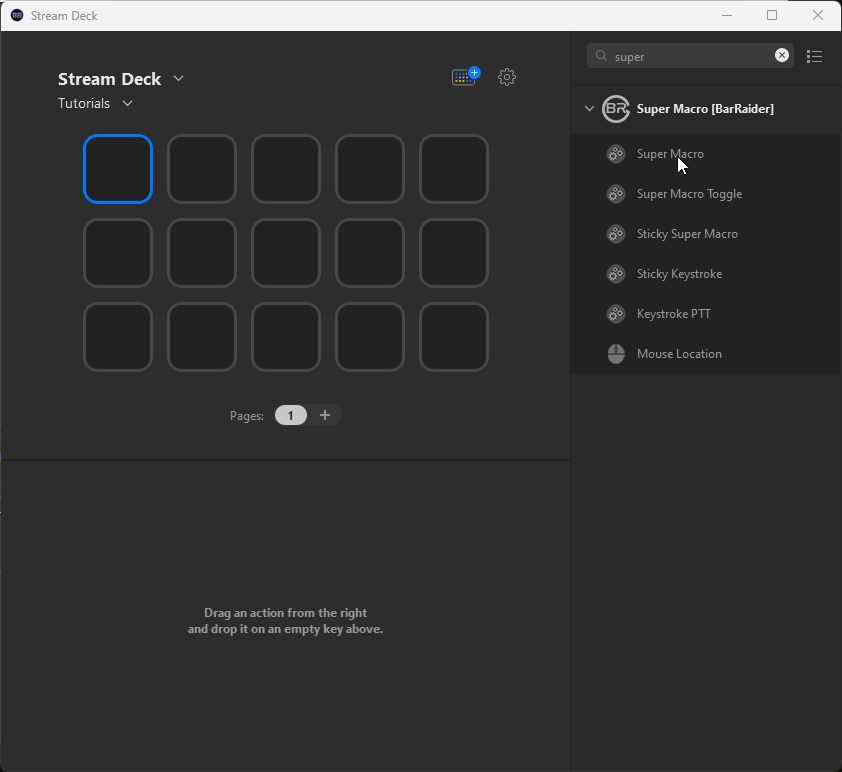 Stream Deck
Stream Deck
Tutorials
Pages:
1
Drag an action from the right
and drop it on an empty key above.
super
BR
Super Macro [BarRaider]
Super Macro
Super Macro Toggle
Sticky Super Macro
Sticky Keystroke
Keystroke PTT
Mouse Location